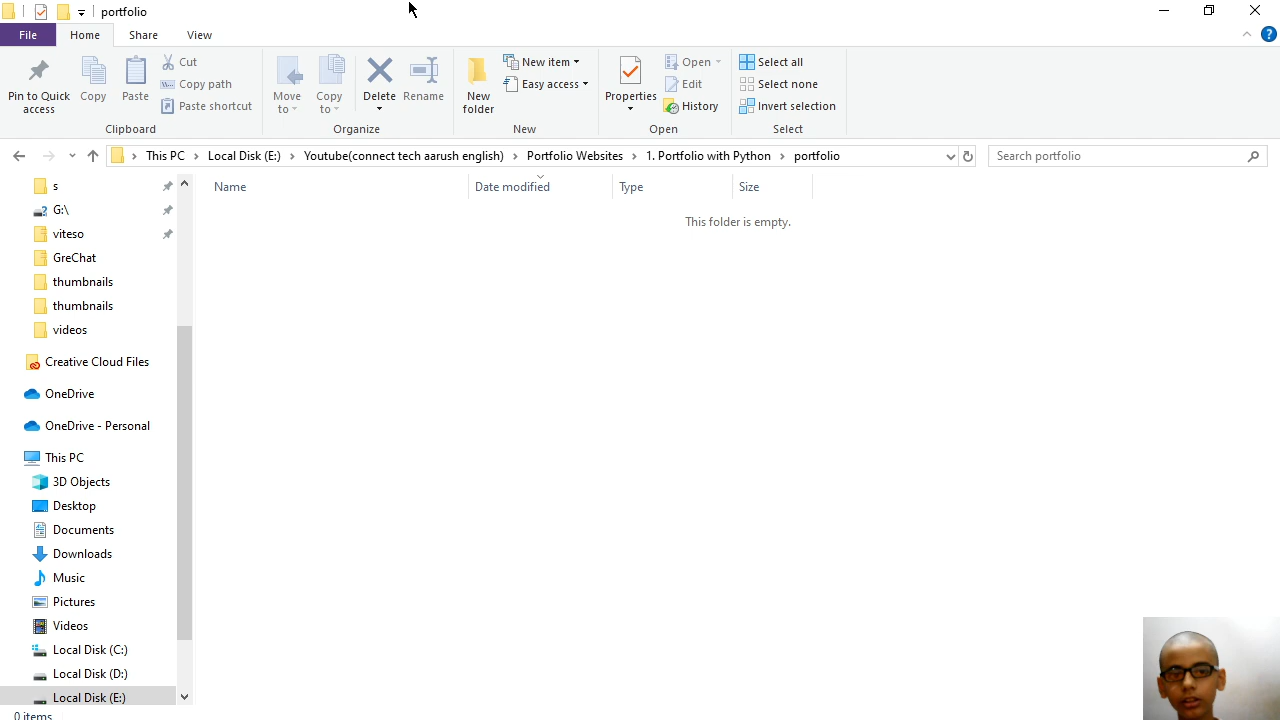 portfolio
File Home Share View
Pin to Quick access
Copy
Paste
Cut
Copy path
Paste shortcut
Clipboard
Move to
Copy to
Delete
Rename
Organize
New folder
New item
Easy access
New
Properties
Open
Edit
History
Open
Select all
Select none
Invert selection
Select
This PC › Local Disk (E:) › Youtube(connect tech aarush english) › Portfolio Websites › 1. Portfolio with Python › portfolio
Search portfolio
Name Date modified Type Size
This folder is empty.
s
G:\
viteso
GreChat
thumbnails
thumbnails
videos
Creative Cloud Files
OneDrive
OneDrive - Personal
This PC
3D Objects
Desktop
Documents
Downloads
Music
Pictures
Videos
Local Disk (C:)
Local Disk (D:)
Local Disk (E:)
0 items